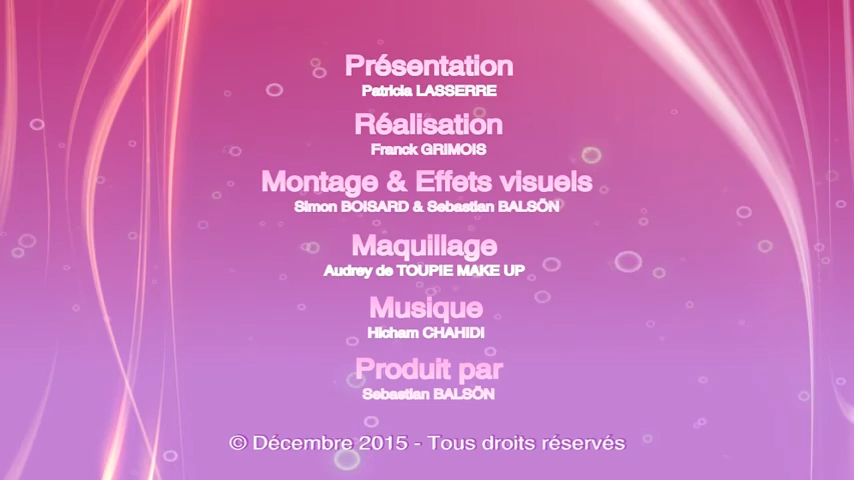 Présentation
Patricia LASSERRE
Réalisation
Franck GRIMOIS
Montage & Effets visuels
Simon BOISARD & Sebastian BALSÖN
Maquillage
Audrey de TOUPIE MAKE UP
Musique
Hicham CHAHIDI
Produit par
Sebastian BALSÖN
© Décembre 2015 - Tous droits réservés